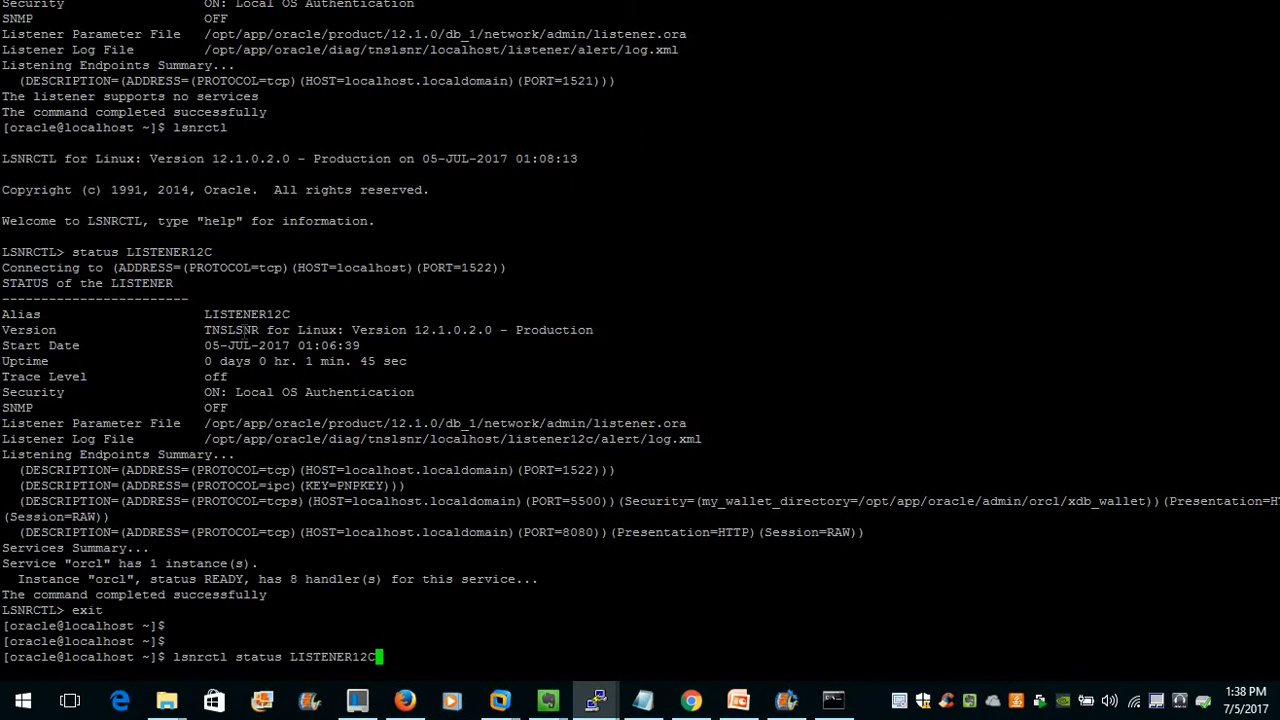 Security                  ON: Local OS Authentication
SNMP                      OFF
Listener Parameter File   /opt/app/oracle/product/12.1.0/db_1/network/admin/listener.ora
Listener Log File         /opt/app/oracle/diag/tnslsnr/localhost/listener/alert/log.xml
Listening Endpoints Summary...
  (DESCRIPTION=(ADDRESS=(PROTOCOL=tcp)(HOST=localhost.localdomain)(PORT=1521)))
The listener supports no services
The command completed successfully
[oracle@localhost ~]$ lsnrctl
LSNRCTL for Linux: Version 12.1.0.2.0 - Production on 05-JUL-2017 01:08:13
Copyright (c) 1991, 2014, Oracle.  All rights reserved.
Welcome to LSNRCTL, type "help" for information.
LSNRCTL> status LISTENER12C
Connecting to (ADDRESS=(PROTOCOL=tcp)(HOST=localhost)(PORT=1522))
STATUS of the LISTENER
------------------------
Alias                     LISTENER12C
Version                   TNSLSNR for Linux: Version 12.1.0.2.0 - Production
Start Date                05-JUL-2017 01:06:39
Uptime                    0 days 0 hr. 1 min. 45 sec
Trace Level               off
Security                  ON: Local OS Authentication
SNMP                      OFF
Listener Parameter File   /opt/app/oracle/product/12.1.0/db_1/network/admin/listener.ora
Listener Log File         /opt/app/oracle/diag/tnslsnr/localhost/listener12c/alert/log.xml
Listening Endpoints Summary...
  (DESCRIPTION=(ADDRESS=(PROTOCOL=tcp)(HOST=localhost.localdomain)(PORT=1522)))
  (DESCRIPTION=(ADDRESS=(PROTOCOL=ipc)(KEY=PNPKEY)))
  (DESCRIPTION=(ADDRESS=(PROTOCOL=tcps)(HOST=localhost.localdomain)(PORT=5500))(Security=(my_wallet_directory=/opt/app/oracle/admin/orcl/xdb_wallet))(Presentation=HT
(Session=RAW))
  (DESCRIPTION=(ADDRESS=(PROTOCOL=tcp)(HOST=localhost.localdomain)(PORT=8080))(Presentation=HTTP)(Session=RAW))
Services Summary...
Service "orcl" has 1 instance(s).
  Instance "orcl", status READY, has 8 handler(s) for this service...
The command completed successfully
LSNRCTL> exit
[oracle@localhost ~]$
[oracle@localhost ~]$
[oracle@localhost ~]$ lsnrctl status LISTENER12C
1:38 PM
7/5/2017